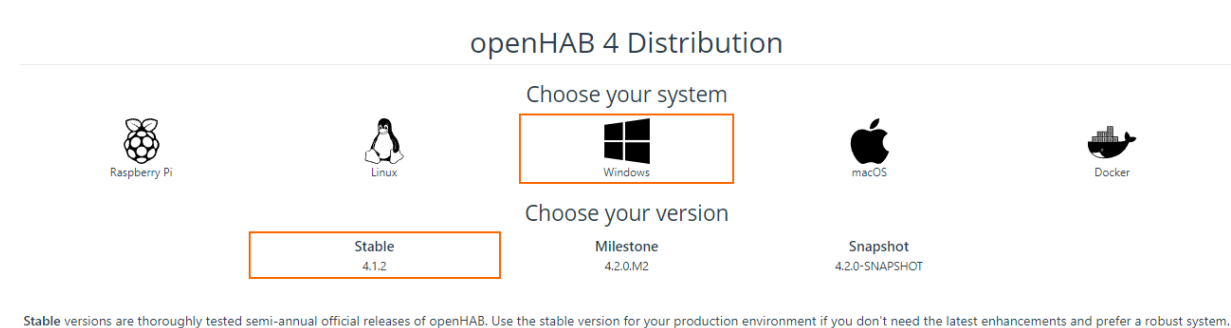 openHAB 4 Distribution
Choose your system
Raspberry Pi
Linux
Windows
macOS
Docker
Choose your version
Stable
4.1.2
Milestone
4.2.0.M2
Snapshot
4.2.0-SNAPSHOT
Stable versions are thoroughly tested semi-annual official releases of openHAB. Use the stable version for your production environment if you don't need the latest enhancements and prefer a robust system